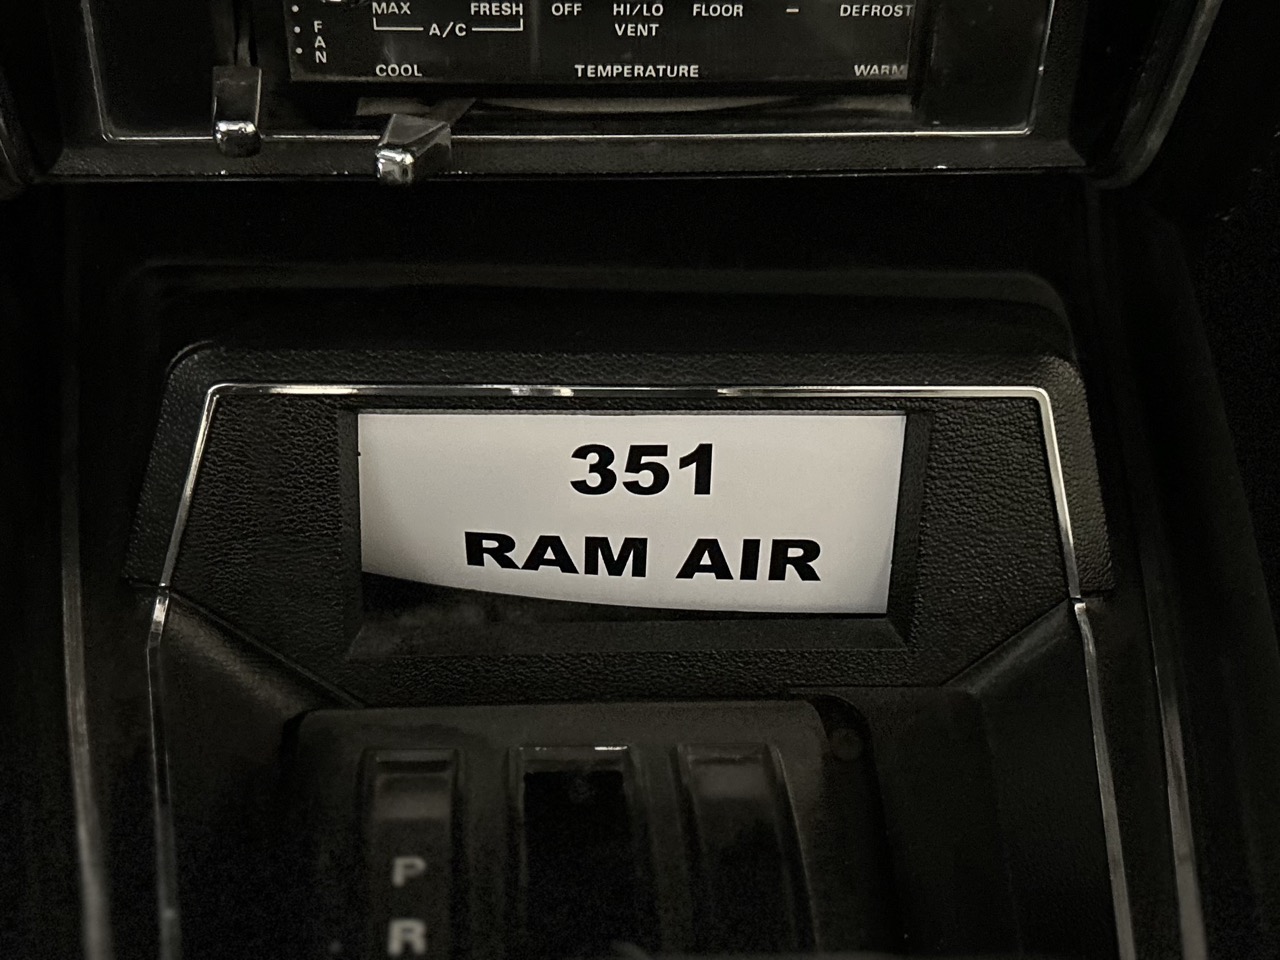 MAX FRESH OFF HI/LO FLOOR – DEFROST
A/C VENT
FAN
COOL TEMPERATURE WARM
351
RAM AIR
P
R